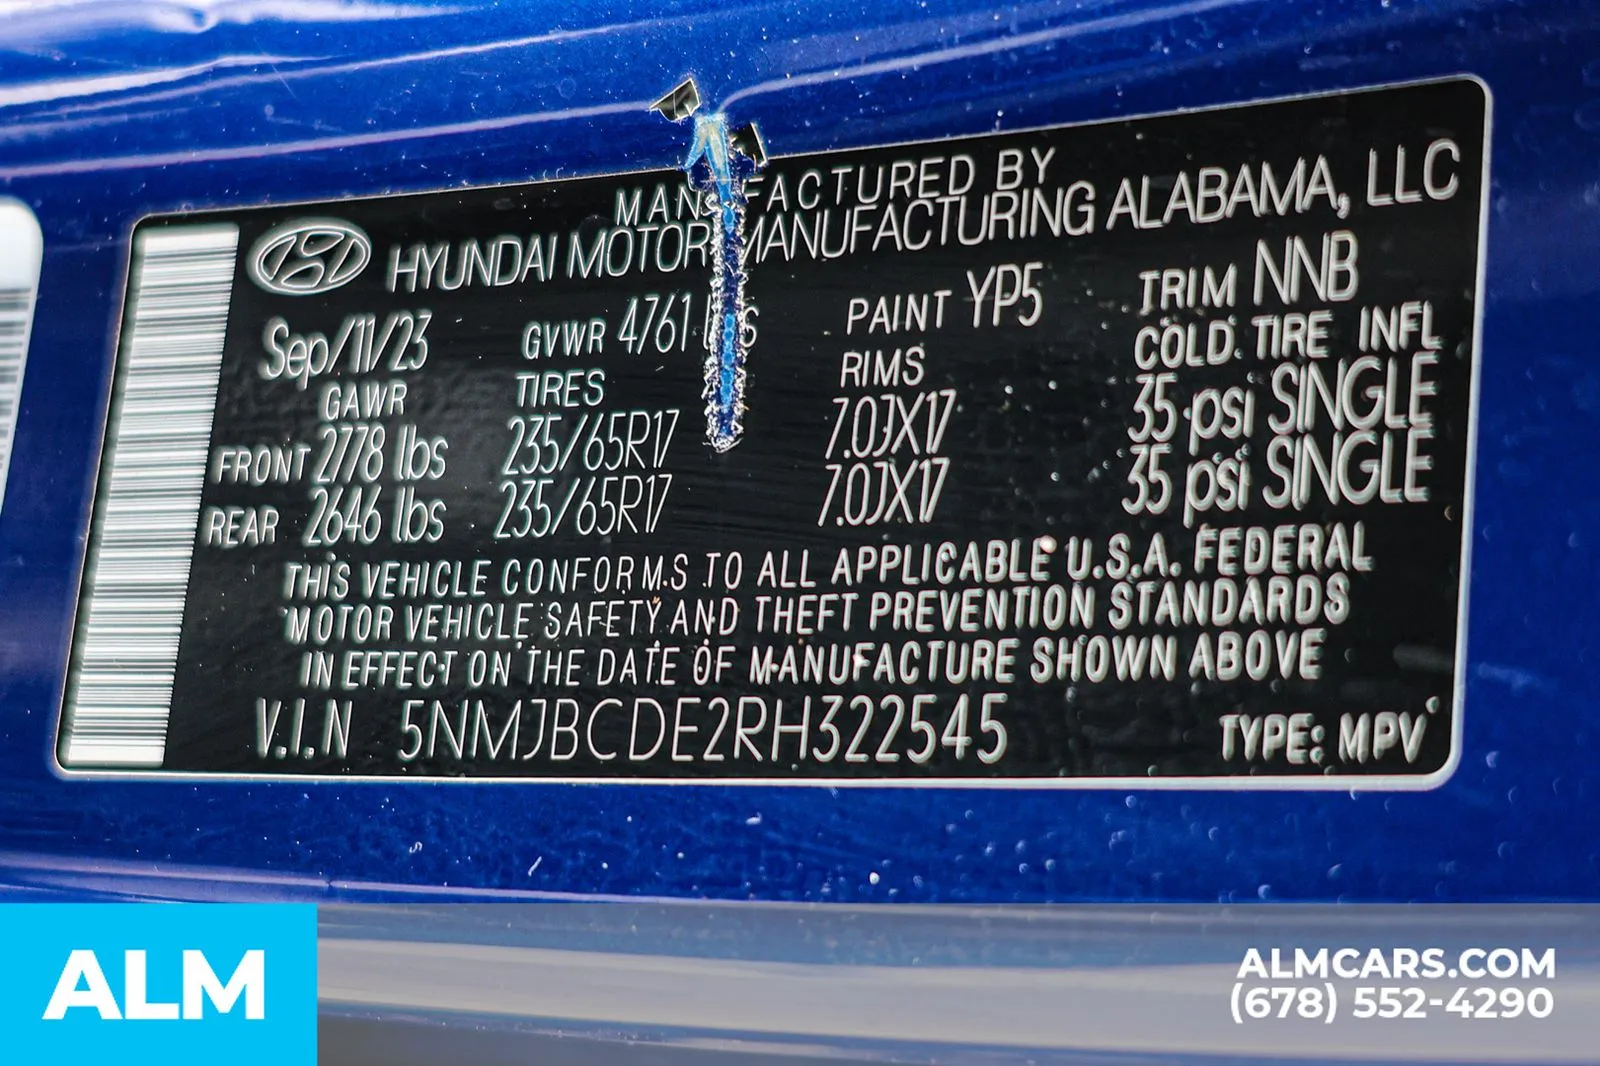 MANUFACTURED BY
HYUNDAI MOTOR MANUFACTURING ALABAMA, LLC
Sep/11/23 GVWR 4761 lbs PAINT YP5 TRIM NNB
GAWR TIRES RIMS COLD TIRE INFL
FRONT 2778 lbs 235/65R17 7.0JX17 35 psi SINGLE
REAR 2646 lbs 235/65R17 7.0JX17 35 psi SINGLE
THIS VEHICLE CONFORMS TO ALL APPLICABLE U.S.A. FEDERAL
MOTOR VEHICLE SAFETY AND THEFT PREVENTION STANDARDS
IN EFFECT ON THE DATE OF MANUFACTURE SHOWN ABOVE
V.I.N 5NMJBCDE2RH322545 TYPE: MPV
ALM
ALMCARS.COM
(678) 552-4290